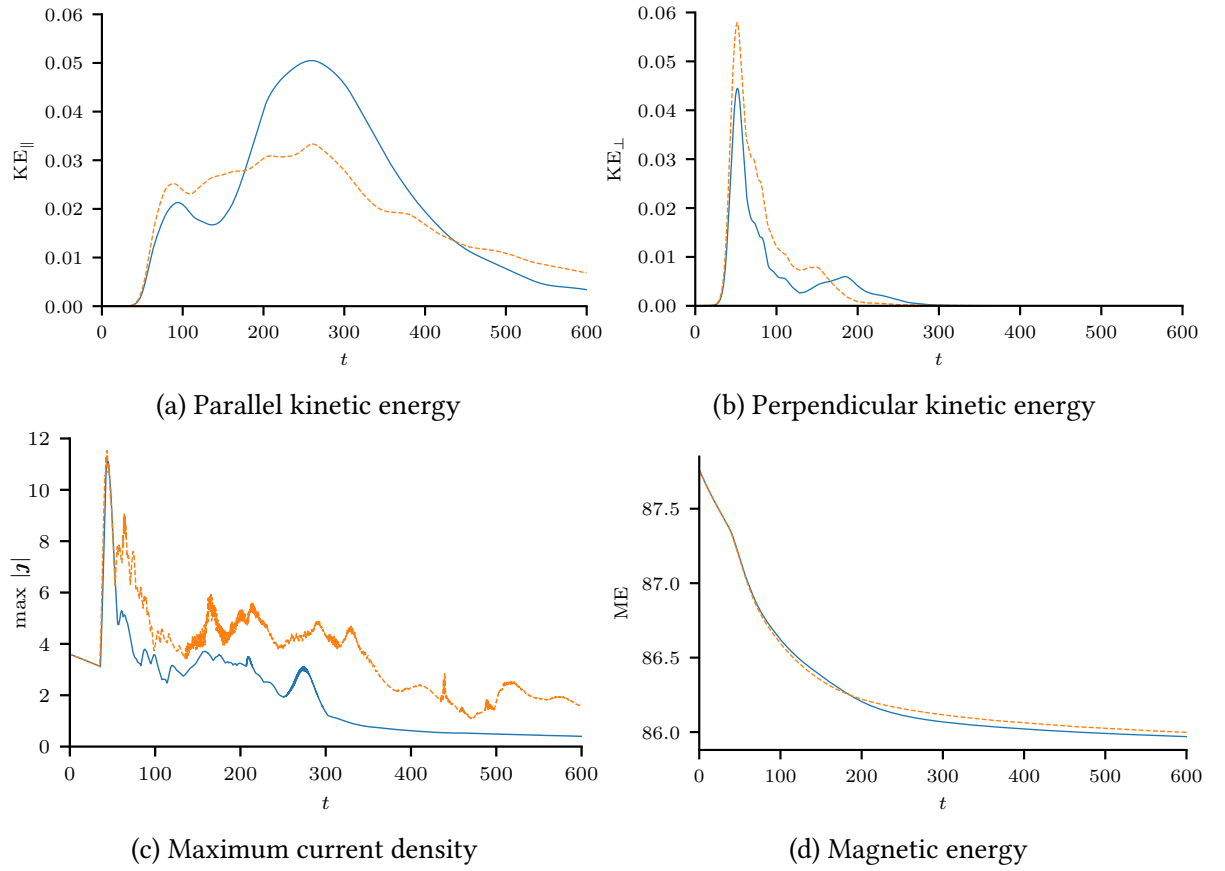 0.06
0.05
0.04
0.03
0.02
0.01
0.00
KE∥
0 100 200 300 400 500 600
t
(a) Parallel kinetic energy
0.06
0.05
0.04
0.03
0.02
0.01
0.00
KE⊥
0 100 200 300 400 500 600
t
(b) Perpendicular kinetic energy
12
10
8
6
4
2
0
max |j|
0 100 200 300 400 500 600
t
(c) Maximum current density
87.5
87.0
86.5
86.0
ME
0 100 200 300 400 500 600
t
(d) Magnetic energy